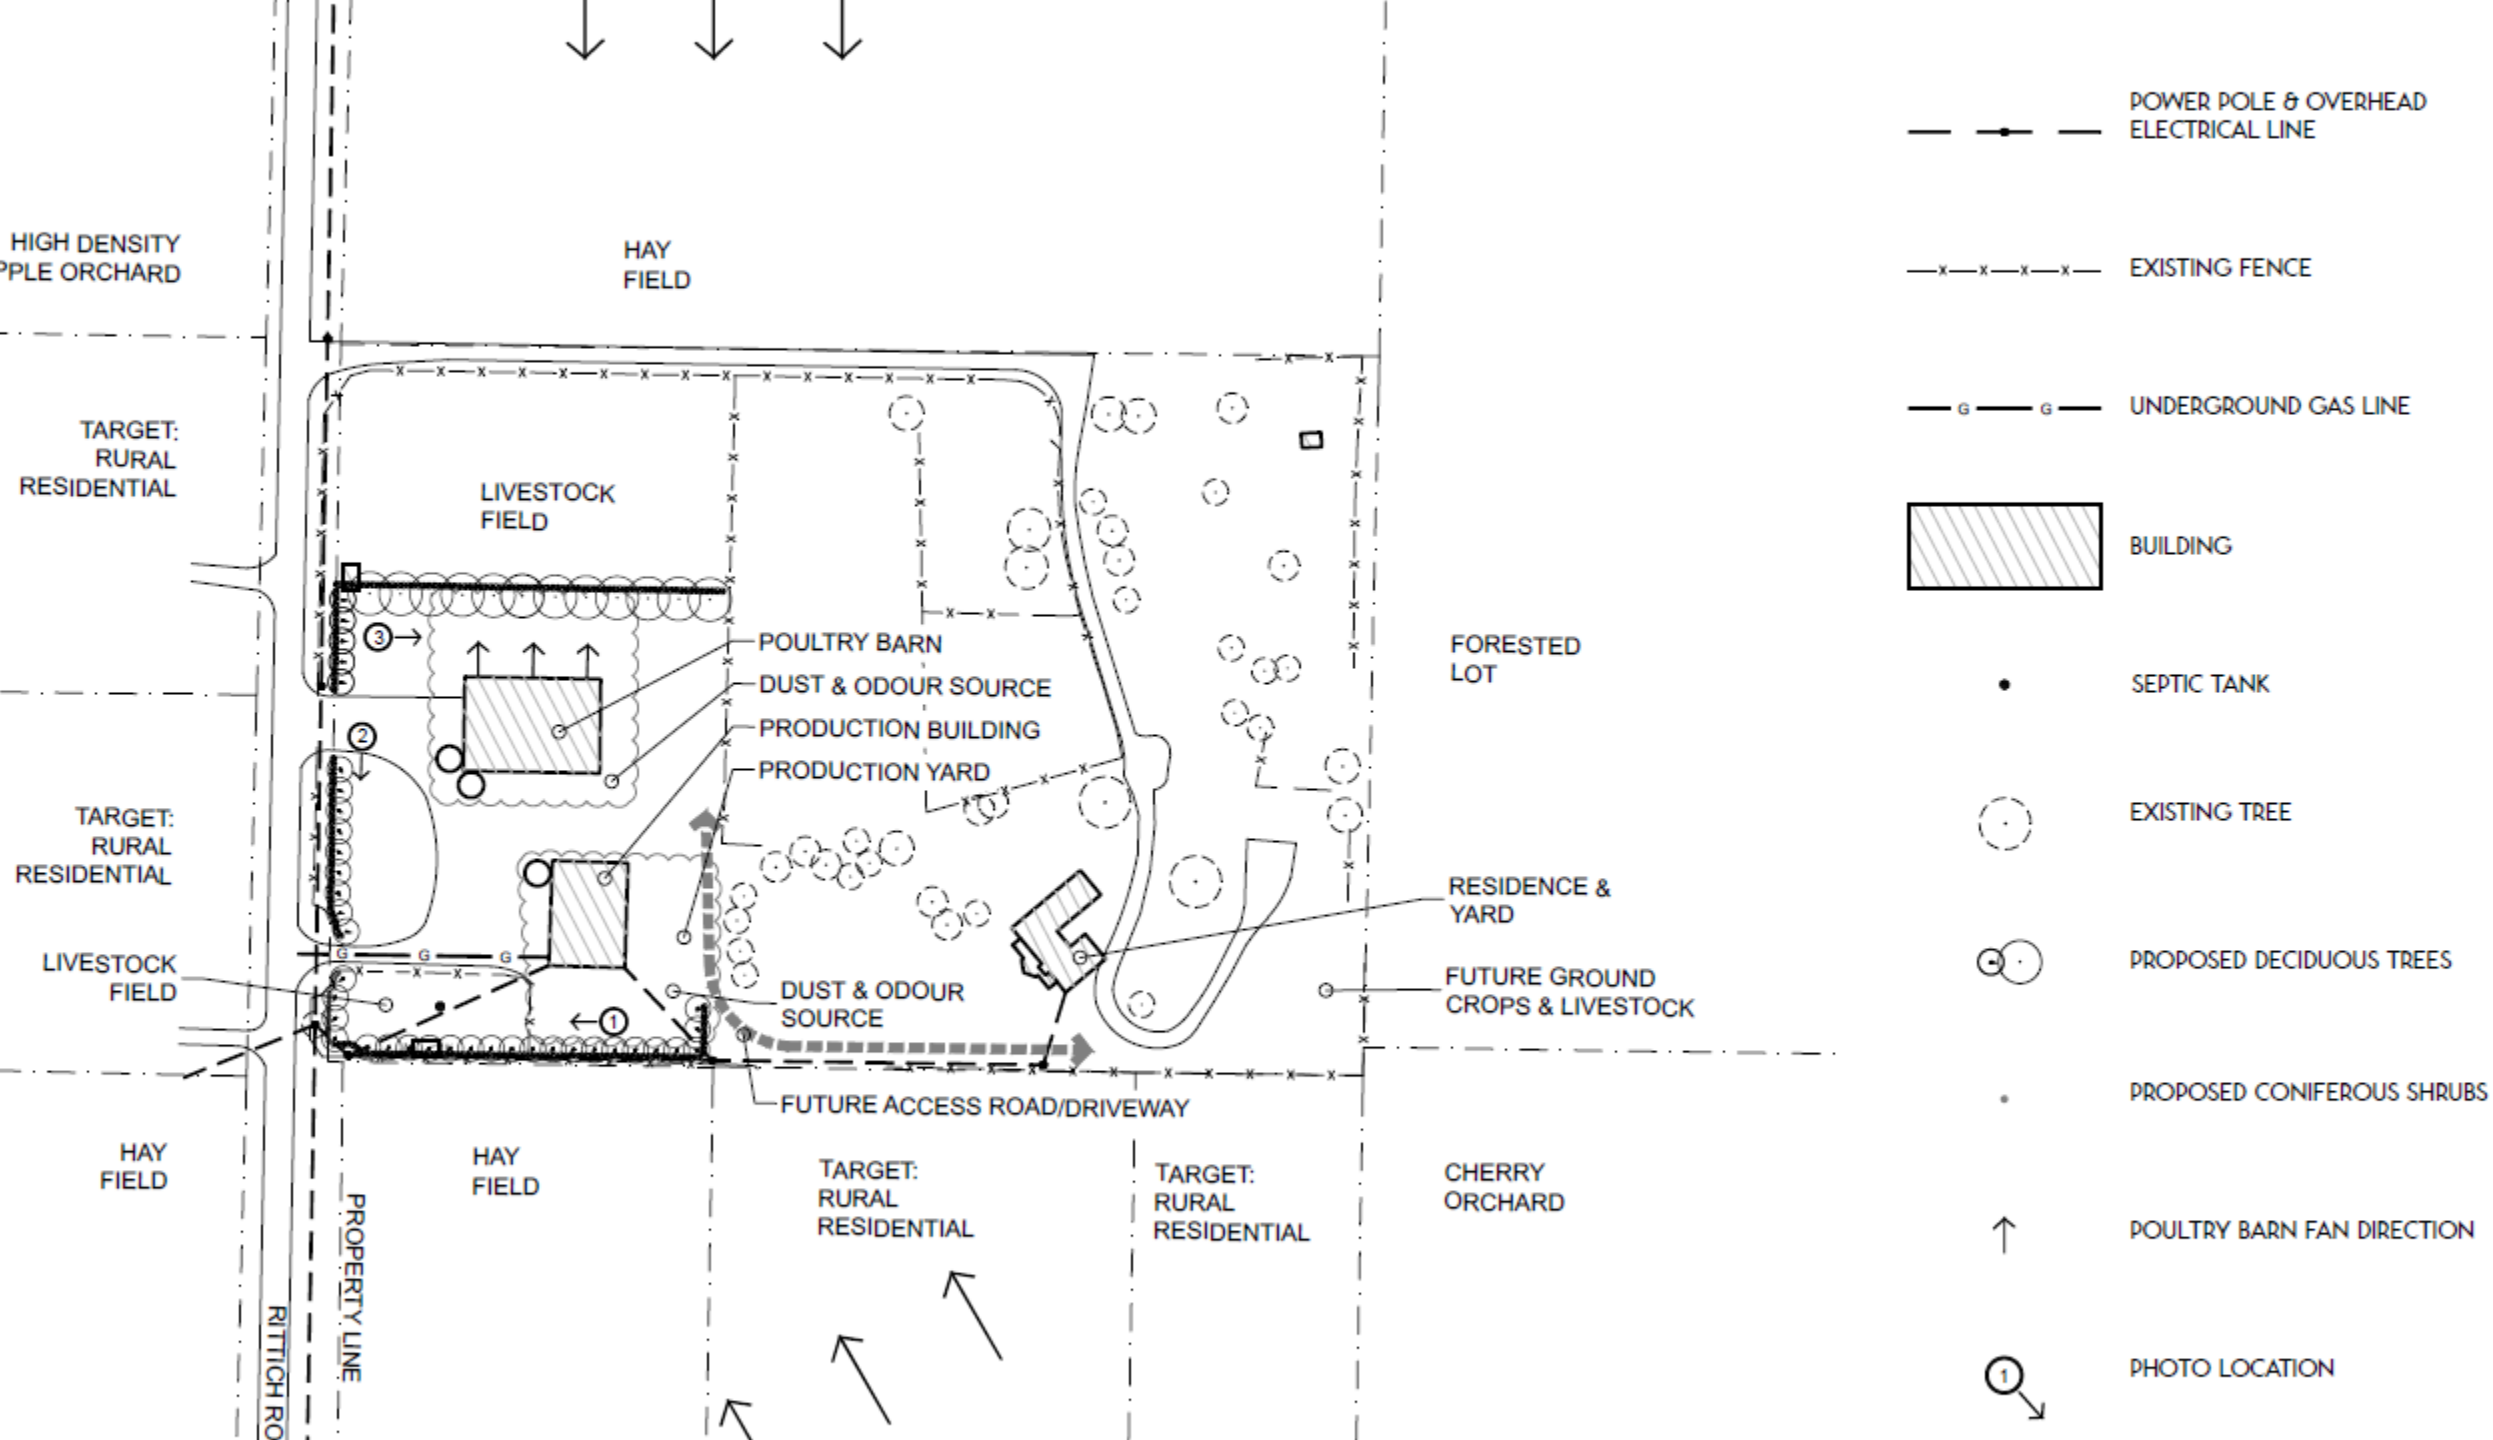 HIGH DENSITY
PPLE ORCHARD
HAY
FIELD
TARGET:
RURAL
RESIDENTIAL
LIVESTOCK
FIELD
3
POULTRY BARN
DUST & ODOUR SOURCE
PRODUCTION BUILDING
PRODUCTION YARD
2
FORESTED
LOT
TARGET:
RURAL
RESIDENTIAL
RESIDENCE &
YARD
G G G
LIVESTOCK
FIELD
1
DUST & ODOUR
SOURCE
FUTURE GROUND
CROPS & LIVESTOCK
FUTURE ACCESS ROAD/DRIVEWAY
HAY
FIELD
HAY
FIELD
TARGET:
RURAL
RESIDENTIAL
TARGET:
RURAL
RESIDENTIAL
CHERRY
ORCHARD
PROPERTY LINE
RITTICH RO
POWER POLE & OVERHEAD
ELECTRICAL LINE
EXISTING FENCE
G G
UNDERGROUND GAS LINE
BUILDING
SEPTIC TANK
EXISTING TREE
PROPOSED DECIDUOUS TREES
PROPOSED CONIFEROUS SHRUBS
POULTRY BARN FAN DIRECTION
1
PHOTO LOCATION